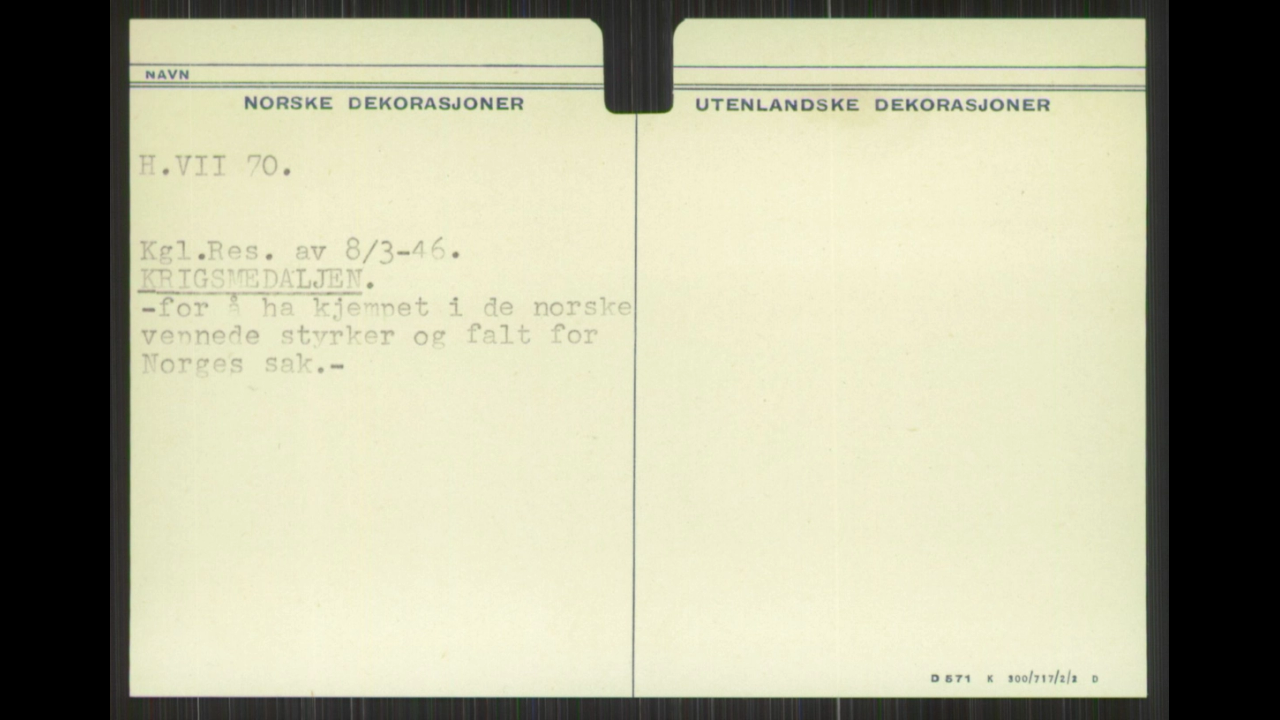 NAVN
NORSKE DEKORASJONER
UTENLANDSKE DEKORASJONER
H.VII 70.
Kgl.Res. av 8/3-46.
KRIGSMEDALJEN.
-for å ha kjempet i de norske
vepnede styrker og falt for
Norges sak.-
D 571 K 300/717/2/3 D